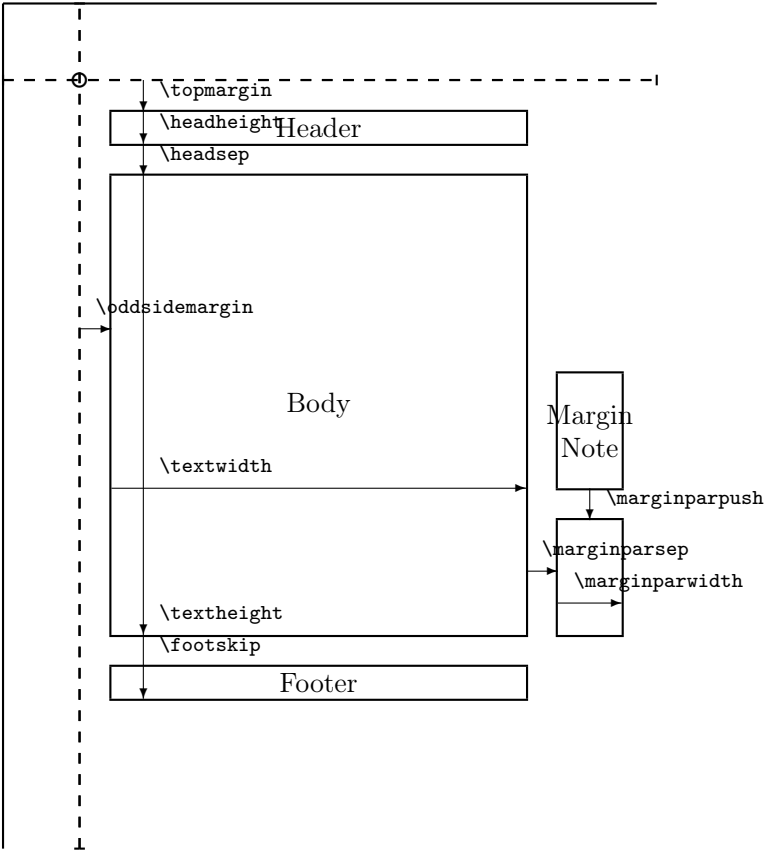 \topmargin
\headheight
Header
\headsep
\oddsidemargin
Body
Margin
Note
\textwidth
\marginparpush
\marginparsep
\marginparwidth
\textheight
\footskip
Footer